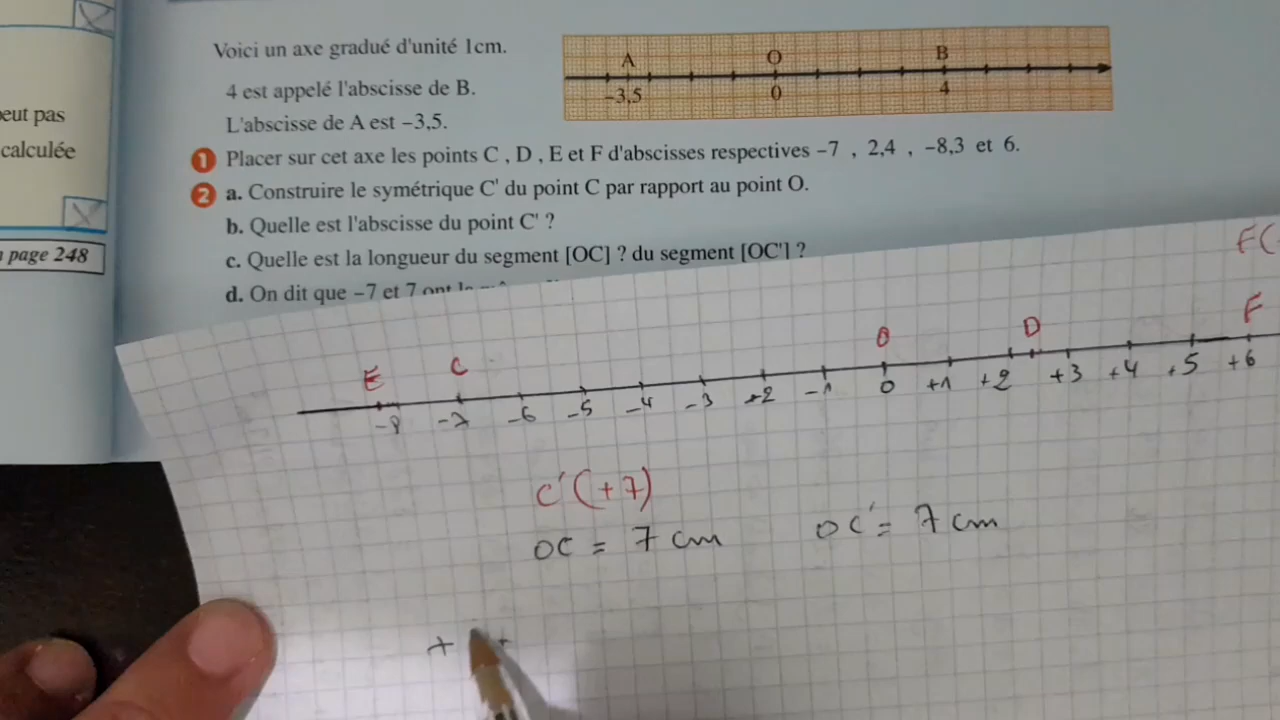 eut pas
calculée
page 248
Voici un axe gradué d'unité 1cm.
4 est appelé l'abscisse de B.
L'abscisse de A est −3,5.
A O B
−3,5 0 4
1 Placer sur cet axe les points C , D , E et F d'abscisses respectives −7 , 2,4 , −8,3 et 6.
2 a. Construire le symétrique C' du point C par rapport au point O.
b. Quelle est l'abscisse du point C' ?
c. Quelle est la longueur du segment [OC] ? du segment [OC'] ?
d. On dit que −7 et 7 ont
E C O D F
-8 -7 -6 -5 -4 -3 +2 -1 0 +1 +2 +3 +4 +5 +6
C'(+7)
OC = 7 cm OC' = 7 cm
+